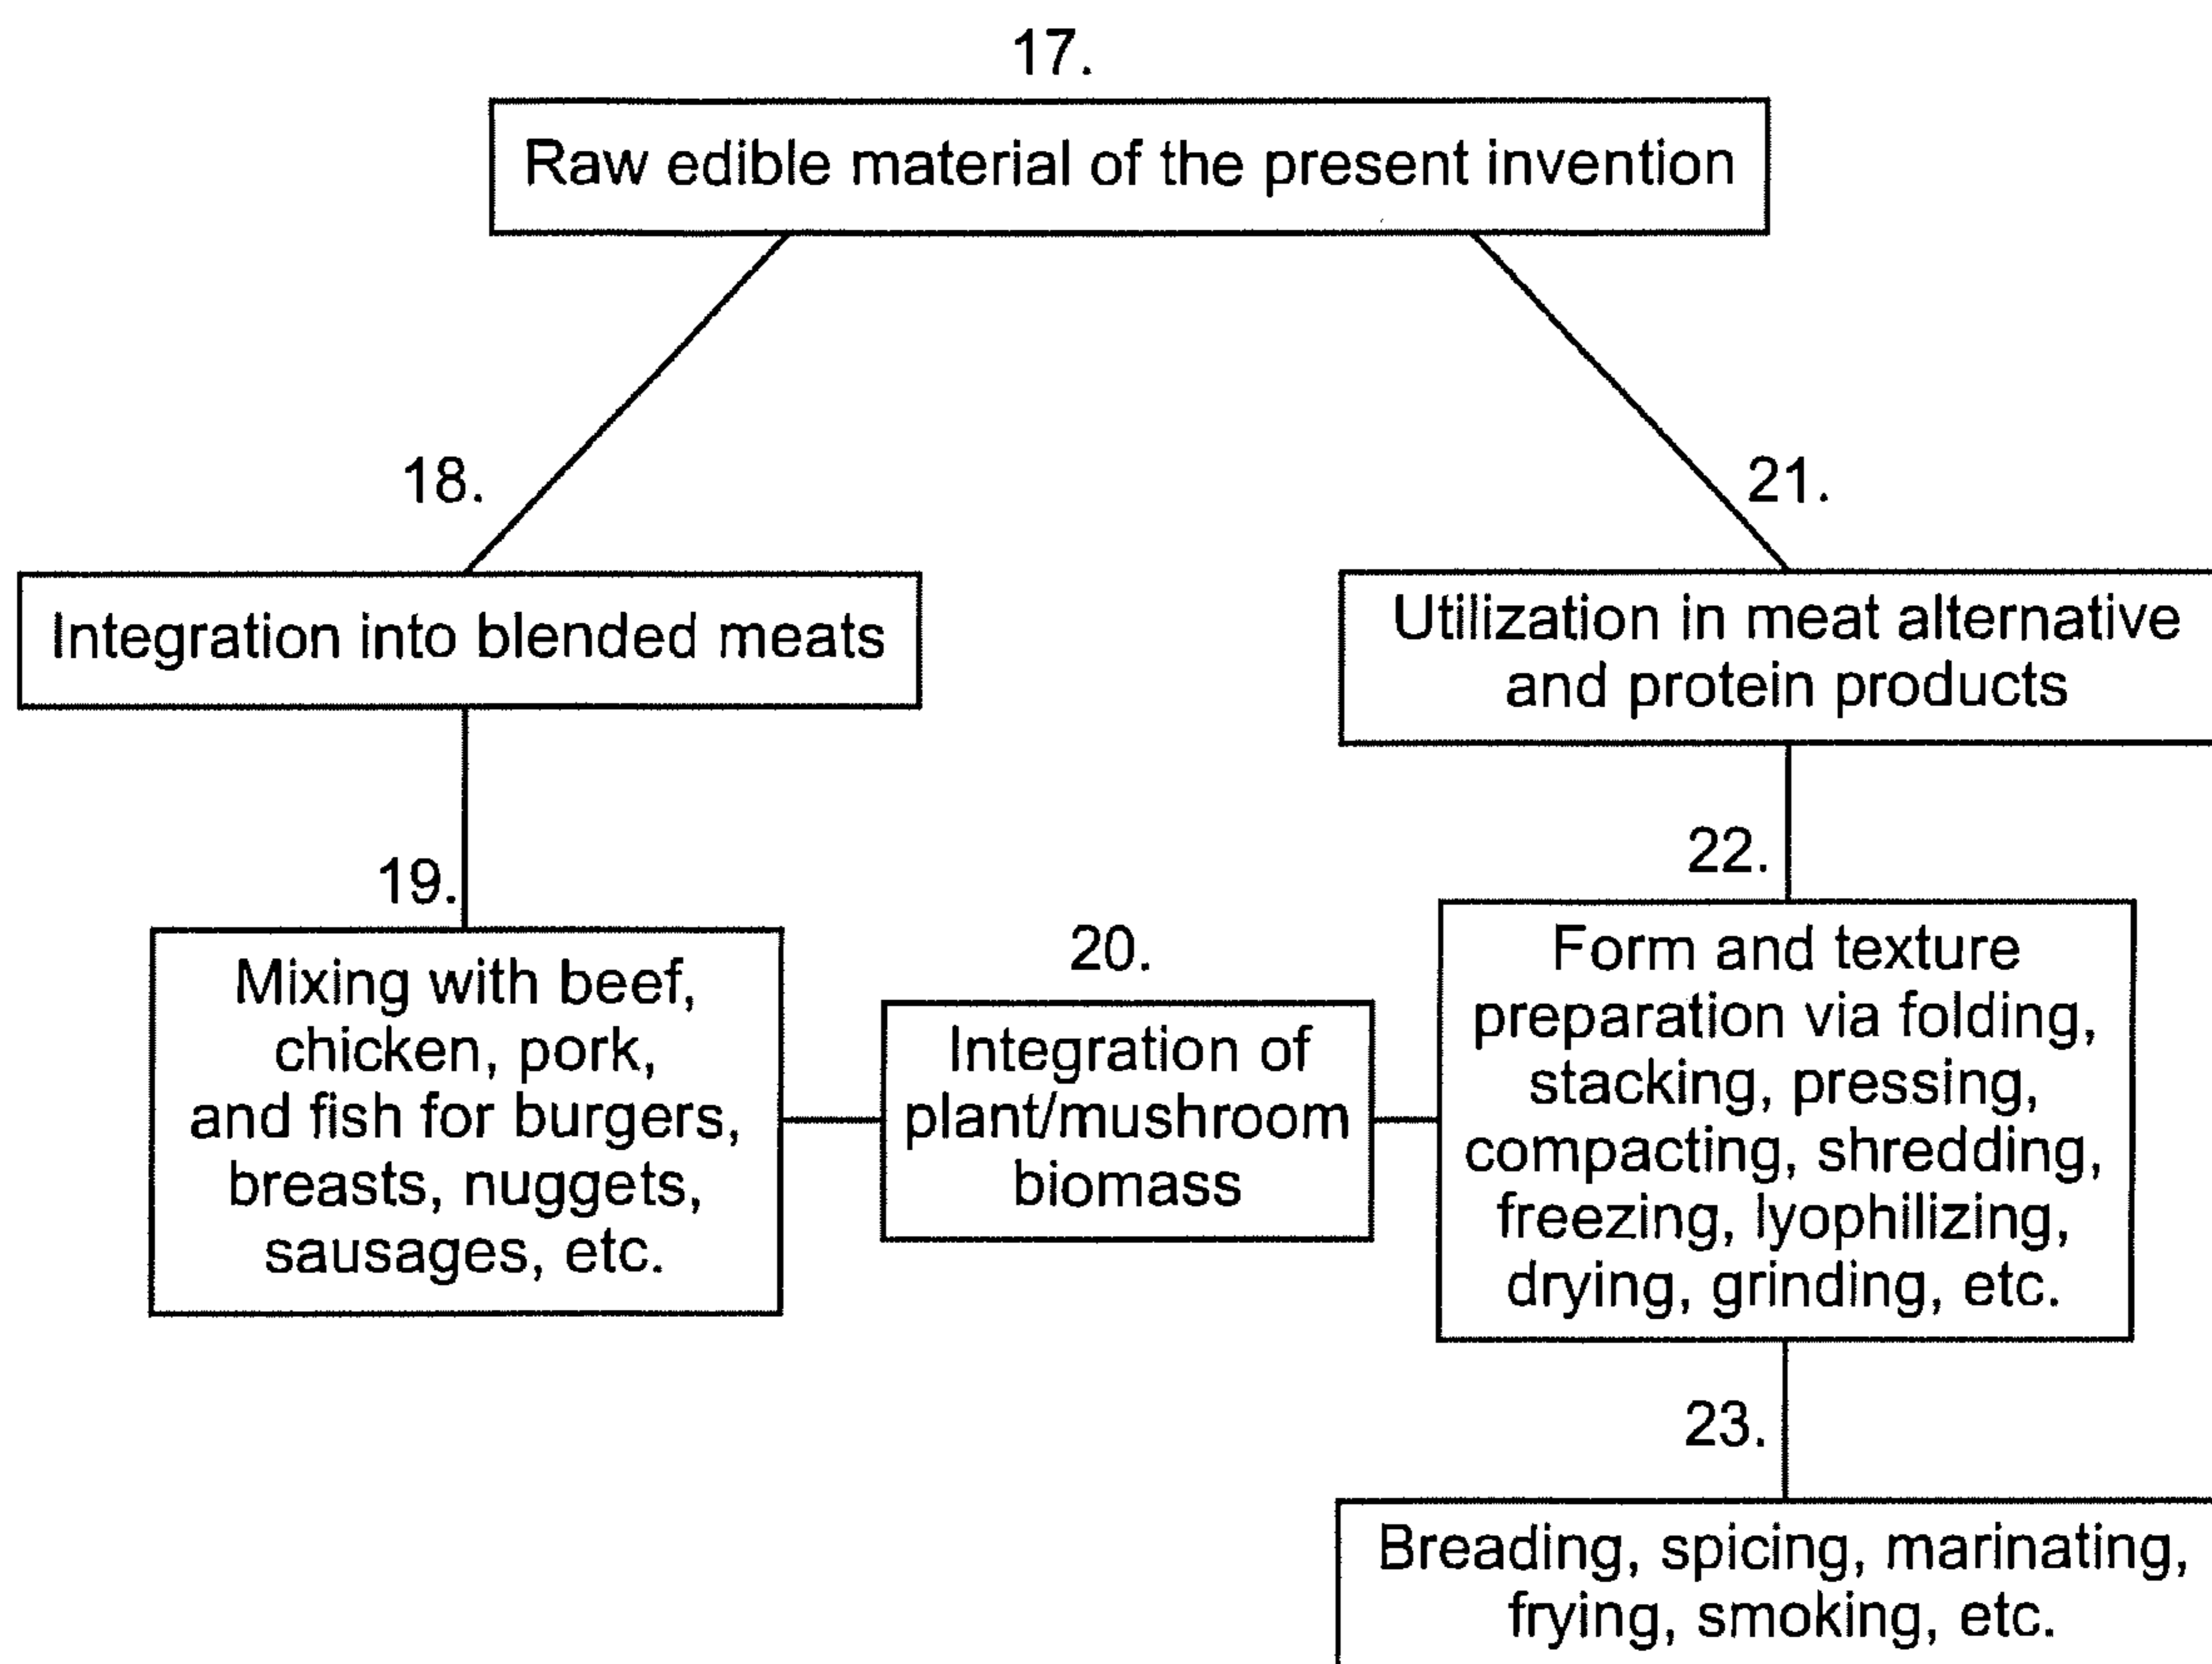 17.
Raw edible material of the present invention
18.
21.
Integration into blended meats
Utilization in meat alternative
and protein products
19.
Mixing with beef,
chicken, pork,
and fish for burgers,
breasts, nuggets,
sausages, etc.
20.
Integration of
plant/mushroom
biomass
22.
Form and texture
preparation via folding,
stacking, pressing,
compacting, shredding,
freezing, lyophilizing,
drying, grinding, etc.
23.
Breading, spicing, marinating,
frying, smoking, etc.